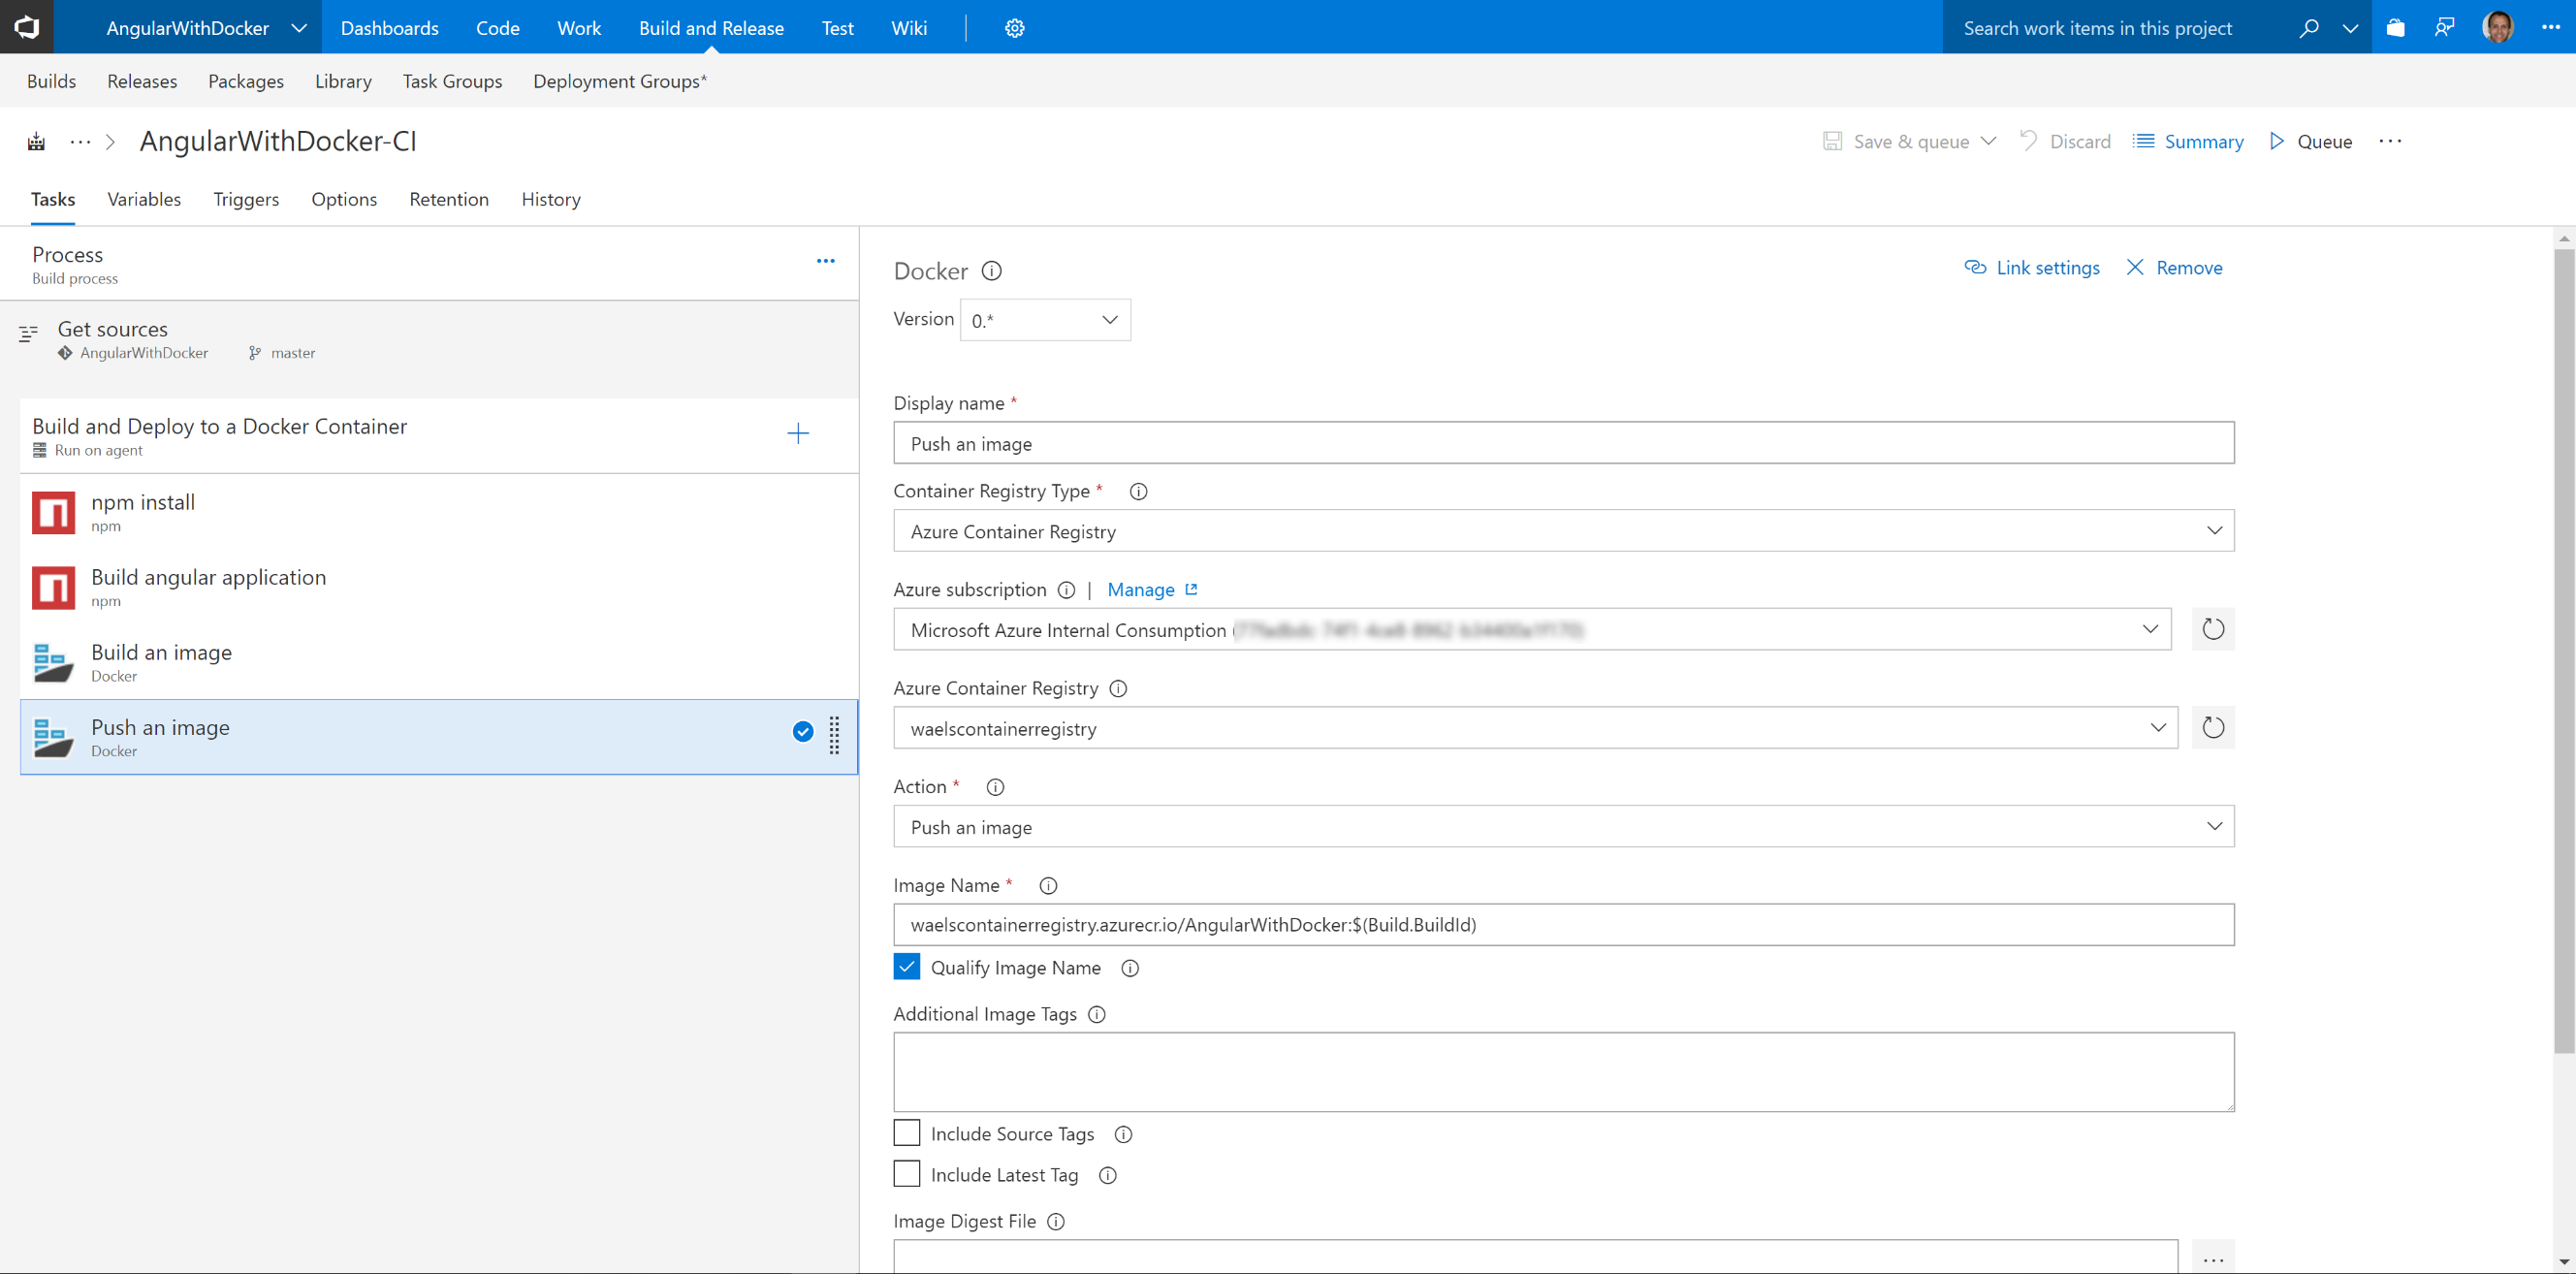 AngularWithDocker Dashboards Code Work Build and Release Test Wiki Search work items in this project
Builds Releases Packages Library Task Groups Deployment Groups*
AngularWithDocker-CI Save & queue Discard Summary Queue
Tasks Variables Triggers Options Retention History
Process
Build process
Get sources
AngularWithDocker master
Build and Deploy to a Docker Container
Run on agent
npm install
npm
Build angular application
npm
Build an image
Docker
Push an image
Docker
Docker Link settings Remove
Version 0.*
Display name *
Push an image
Container Registry Type *
Azure Container Registry
Azure subscription | Manage
Microsoft Azure Internal Consumption
Azure Container Registry
waelscontainerregistry
Action *
Push an image
Image Name *
waelscontainerregistry.azurecr.io/AngularWithDocker:$(Build.BuildId)
Qualify Image Name
Additional Image Tags
Include Source Tags
Include Latest Tag
Image Digest File